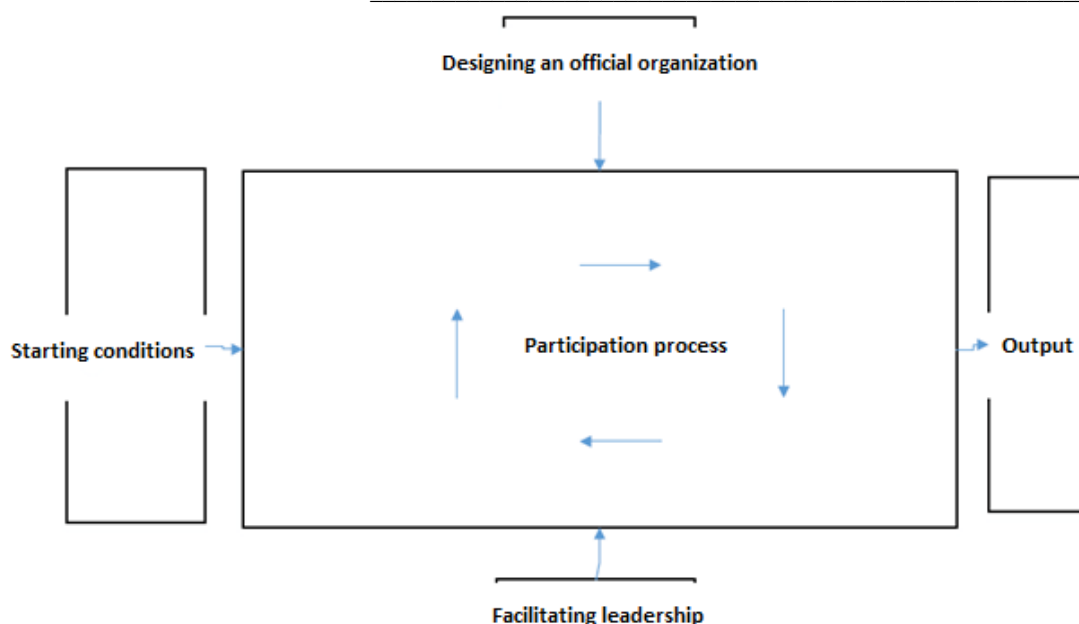 Designing an official organization
Starting conditions
Participation process
Output
Facilitating leadership